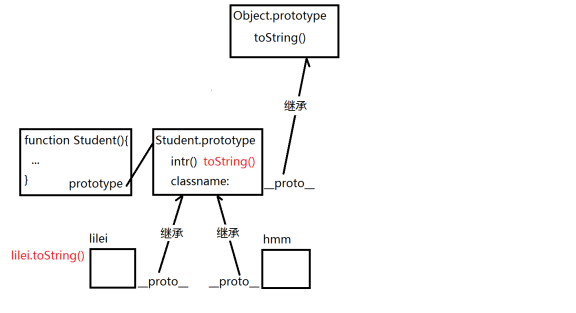 Object.prototype
toString()
继承
function Student(){
...
}
prototype
Student.prototype
intr() toString()
classname:
__proto__
继承
继承
lilei
hmm
lilei.toString()
__proto__
__proto__